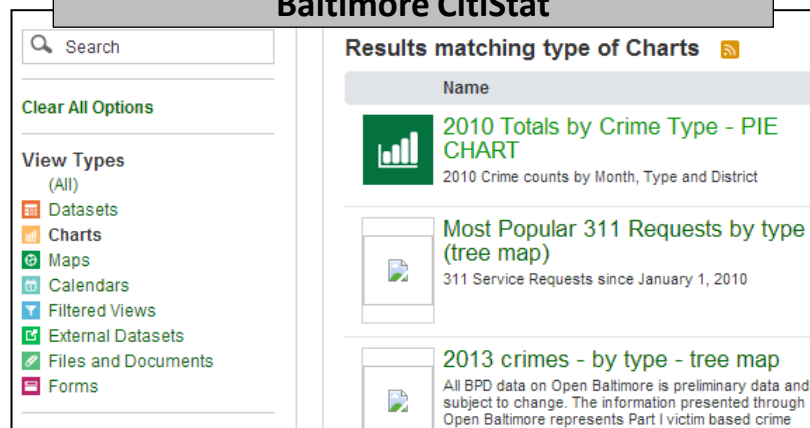 Baltimore CitiStat
Search
Clear All Options
View Types
(All)
Datasets
Charts
Maps
Calendars
Filtered Views
External Datasets
Files and Documents
Forms
Results matching type of Charts
Name
2010 Totals by Crime Type - PIE
CHART
2010 Crime counts by Month, Type and District
Most Popular 311 Requests by type
(tree map)
311 Service Requests since January 1, 2010
2013 crimes - by type - tree map
All BPD data on Open Baltimore is preliminary data and
subject to change. The information presented through
Open Baltimore represents Part I victim based crime